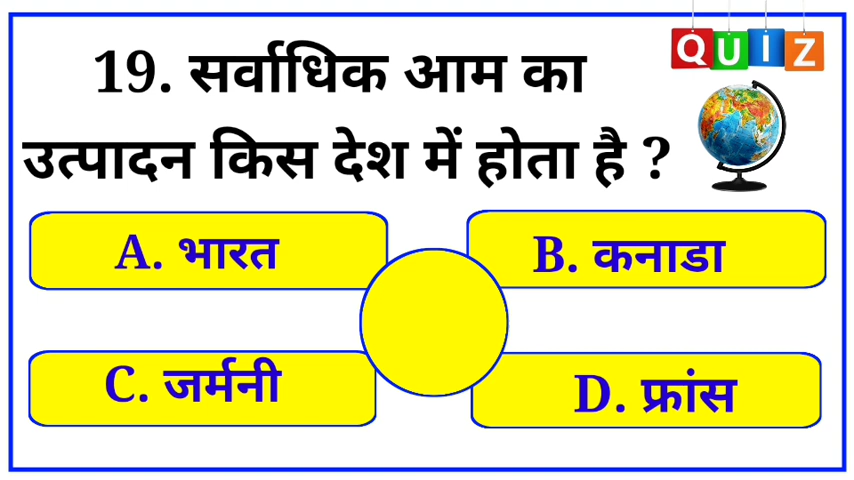 QUIZ
19. सर्वाधिक आम का
उत्पादन किस देश में होता है ?
A. भारत
B. कनाडा
C. जर्मनी
D. फ्रांस